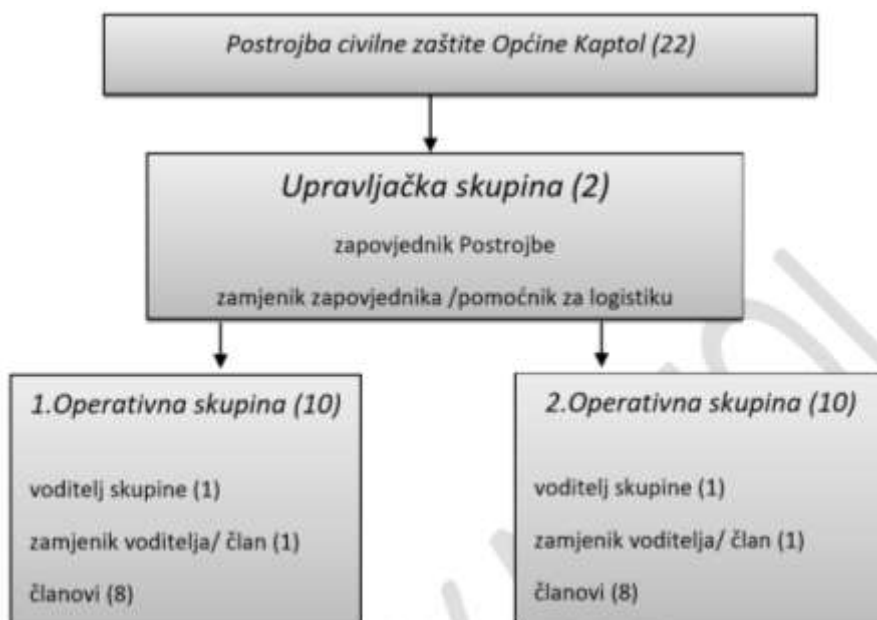 Postrojba civilne zaštite Općine Kaptol (22)
Upravljačka skupina (2)
zapovjednik Postrojbe
zamjenik zapovjednika /pomoćnik za logistiku
1.Operativna skupina (10)
voditelj skupine (1)
zamjenik voditelja/ član (1)
članovi (8)
2.Operativna skupina (10)
voditelj skupine (1)
zamjenik voditelja/ član (1)
članovi (8)